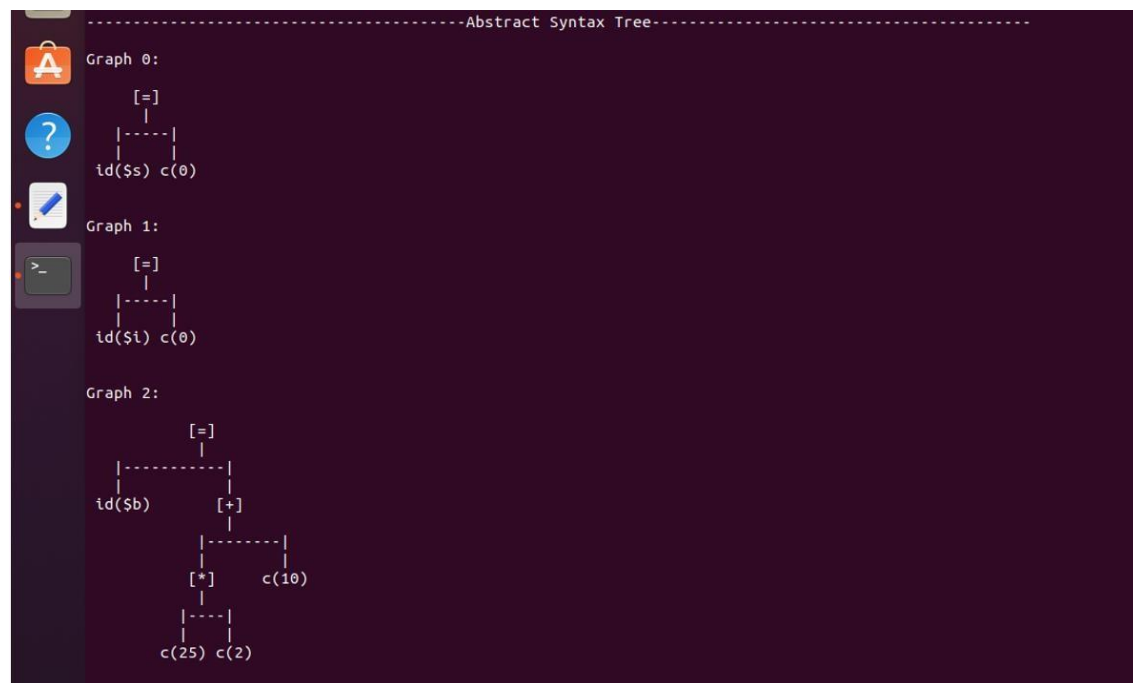 ------------------------------------------Abstract Syntax Tree------------------------------------------
Graph 0:
[=]
|
|-----|
|     |
id($s) c(0)
Graph 1:
[=]
|
|-----|
|     |
id($i) c(0)
Graph 2:
[=]
|
|-----------|
|           |
id($b)       [+]
|
|--------|
|        |
[*]     c(10)
|
|----|
|    |
c(25) c(2)